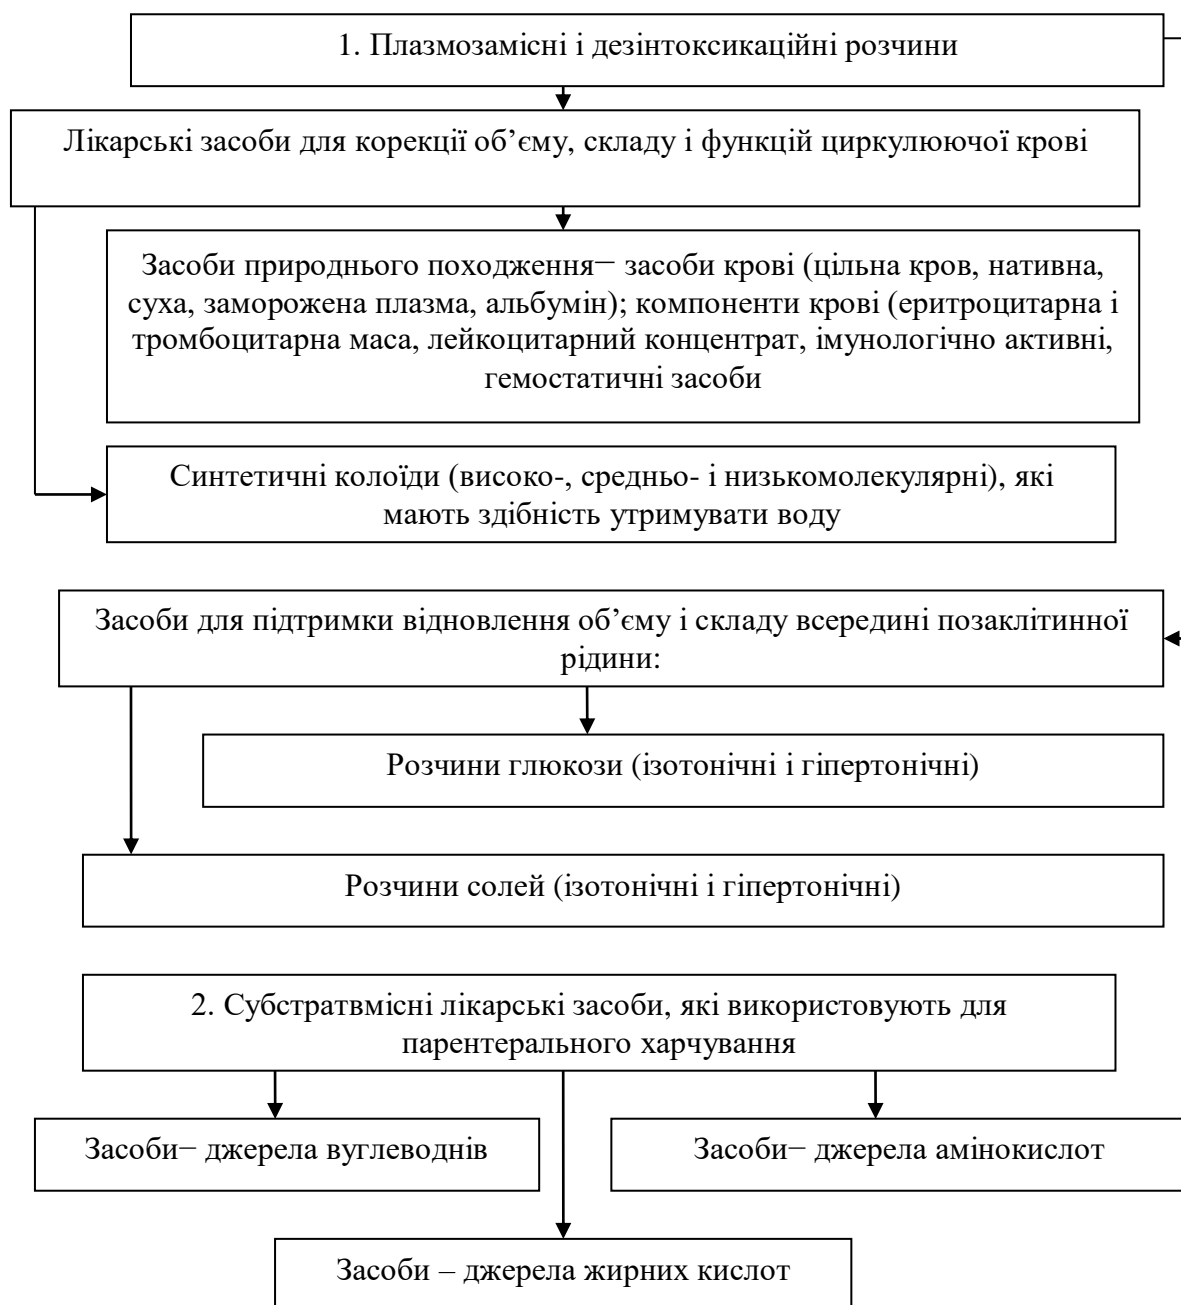 1. Плазмозамісні і дезінтоксикаційні розчини
Лікарські засоби для корекції об’єму, складу і функцій циркулюючої крові
Засоби природнього походження− засоби крові (цільна кров, нативна,
суха, заморожена плазма, альбумін); компоненти крові (еритроцитарна і
тромбоцитарна маса, лейкоцитарний концентрат, імунологічно активні,
гемостатичні засоби
Синтетичні колоїди (високо-, средньо- і низькомолекулярні), які
мають здібність утримувати воду
Засоби для підтримки відновлення об’єму і складу всередині позаклітинної
рідини:
Розчини глюкози (ізотонічні і гіпертонічні)
Розчини солей (ізотонічні і гіпертонічні)
2. Субстратвмісні лікарські засоби, які використовують для
парентерального харчування
Засоби− джерела вуглеводнів
Засоби− джерела амінокислот
Засоби – джерела жирних кислот